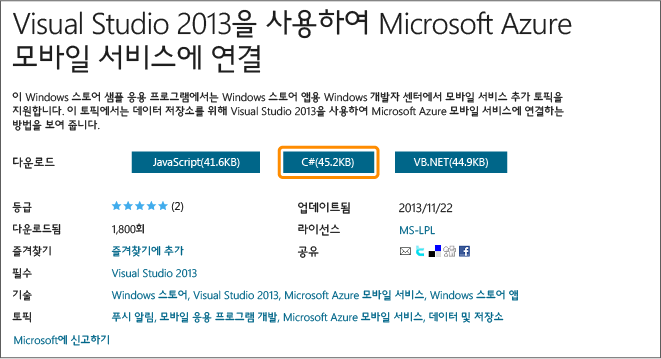 Visual Studio 2013을 사용하여 Microsoft Azure
모바일 서비스에 연결
이 Windows 스토어 샘플 응용 프로그램에서는 Windows 스토어 앱용 Windows 개발자 센터에서 모바일 서비스 추가 토픽을
지원합니다. 이 토픽에서는 데이터 저장소를 위해 Visual Studio 2013을 사용하여 Microsoft Azure 모바일 서비스에 연결하는
방법을 보여 줍니다.
다운로드 JavaScript(41.6KB) C#(45.2KB) VB.NET(44.9KB)
등급 (2) 업데이트됨 2013/11/22
다운로드됨 1,800회 라이선스 MS-LPL
즐겨찾기 즐겨찾기에 추가 공유
필수 Visual Studio 2013
기술 Windows 스토어, Visual Studio 2013, Microsoft Azure 모바일 서비스, Windows 스토어 앱
토픽 푸시 알림, 모바일 응용 프로그램 개발, Microsoft Azure 모바일 서비스, 데이터 및 저장소
Microsoft에 신고하기